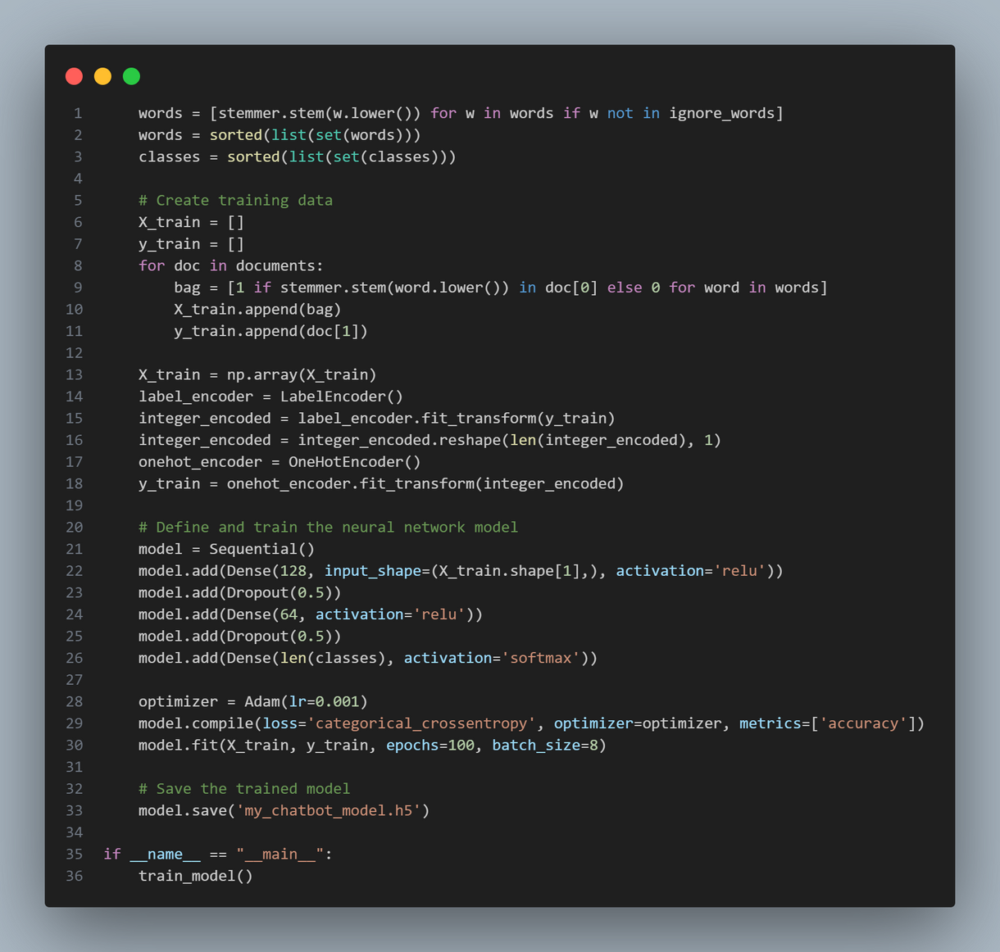 1     words = [stemmer.stem(w.lower()) for w in words if w not in ignore_words]
2     words = sorted(list(set(words)))
3     classes = sorted(list(set(classes)))
4
5     # Create training data
6     X_train = []
7     y_train = []
8     for doc in documents:
9         bag = [1 if stemmer.stem(word.lower()) in doc[0] else 0 for word in words]
10         X_train.append(bag)
11         y_train.append(doc[1])
12
13     X_train = np.array(X_train)
14     label_encoder = LabelEncoder()
15     integer_encoded = label_encoder.fit_transform(y_train)
16     integer_encoded = integer_encoded.reshape(len(integer_encoded), 1)
17     onehot_encoder = OneHotEncoder()
18     y_train = onehot_encoder.fit_transform(integer_encoded)
19
20     # Define and train the neural network model
21     model = Sequential()
22     model.add(Dense(128, input_shape=(X_train.shape[1],), activation='relu'))
23     model.add(Dropout(0.5))
24     model.add(Dense(64, activation='relu'))
25     model.add(Dropout(0.5))
26     model.add(Dense(len(classes), activation='softmax'))
27
28     optimizer = Adam(lr=0.001)
29     model.compile(loss='categorical_crossentropy', optimizer=optimizer, metrics=['accuracy'])
30     model.fit(X_train, y_train, epochs=100, batch_size=8)
31
32     # Save the trained model
33     model.save('my_chatbot_model.h5')
34
35 if __name__ == "__main__":
36     train_model()